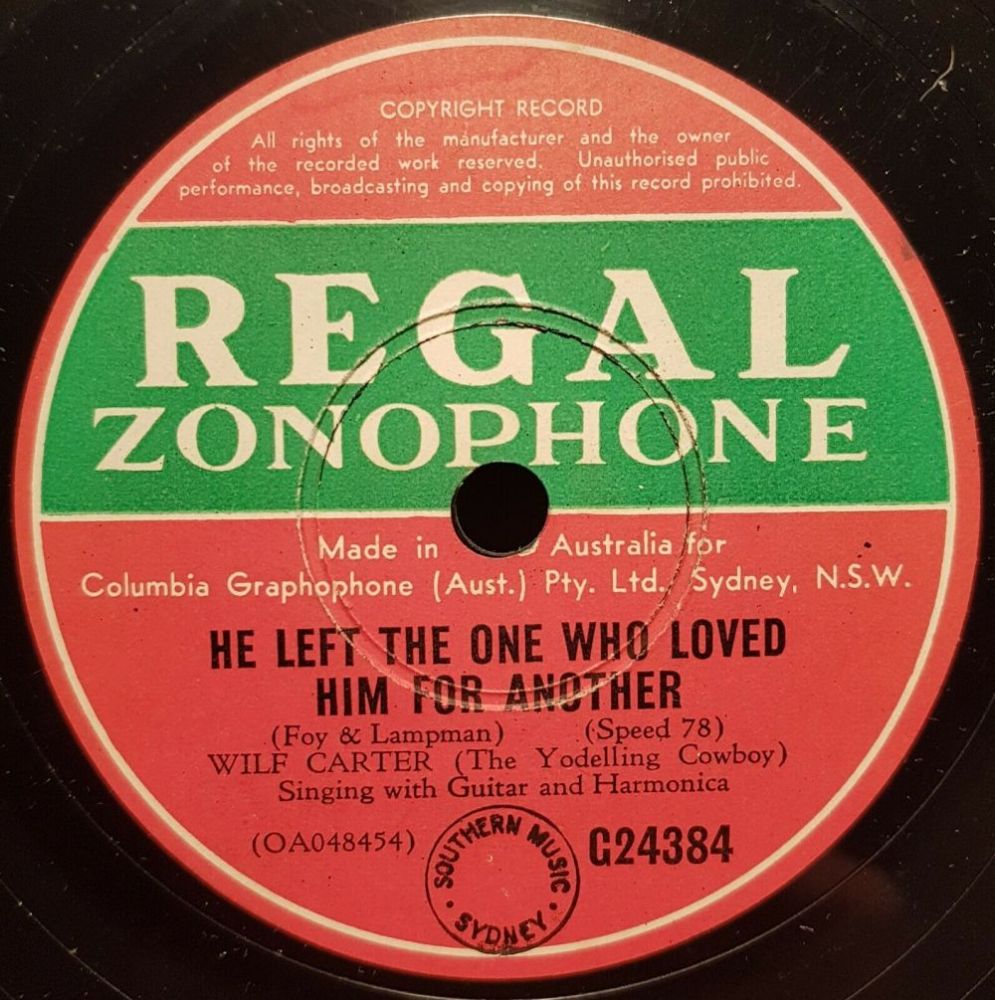 COPYRIGHT RECORD
All rights of the manufacturer and the owner
of the recorded work reserved. Unauthorised public
performance, broadcasting and copying of this record prohibited.
REGAL
ZONOPHONE
Made in Australia for
Columbia Graphophone (Aust.) Pty. Ltd. Sydney, N.S.W.
HE LEFT THE ONE WHO LOVED
HIM FOR ANOTHER
(Foy & Lampman) (Speed 78)
WILF CARTER (The Yodelling Cowboy)
Singing with Guitar and Harmonica
(OA048454)
SOUTHERN MUSIC
· SYDNEY ·
G24384